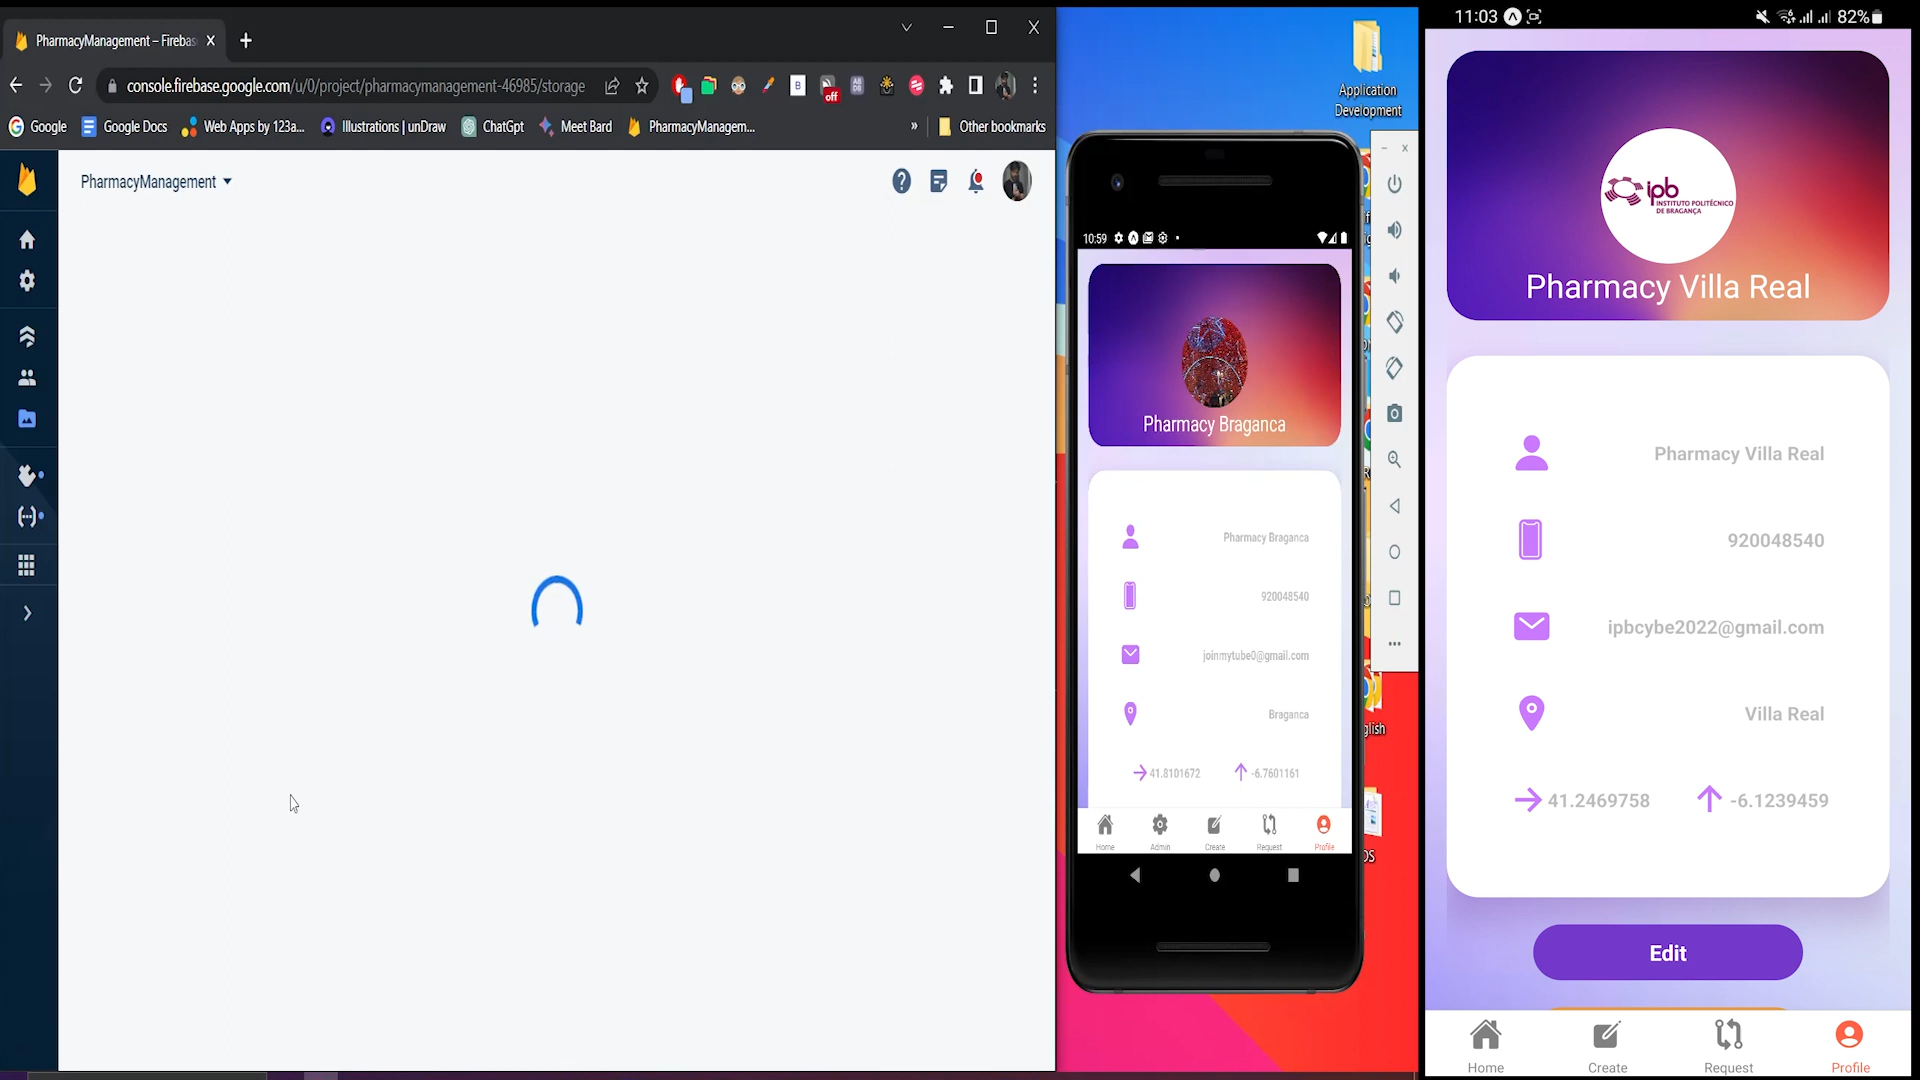 PharmacyManagement – Firebas
console.firebase.google.com/u/0/project/pharmacymanagement-46985/storage
off
Google
Google Docs
Web Apps by 123a...
Illustrations | unDraw
ChatGpt
Meet Bard
PharmacyManagem...
»
Other bookmarks
PharmacyManagement
Application
Development
10:59
Pharmacy Braganca
Pharmacy Braganca
920048540
joinmytube0@gmail.com
Braganca
41.8101672
-6.7601161
Home
Admin
Create
Request
Profile
glish
OS
11:03
82%
ipb
INSTITUTO POLITÉCNICO
DE BRAGANÇA
Pharmacy Villa Real
Pharmacy Villa Real
920048540
ipbcybe2022@gmail.com
Villa Real
41.2469758
-6.1239459
Edit
Home
Create
Request
Profile